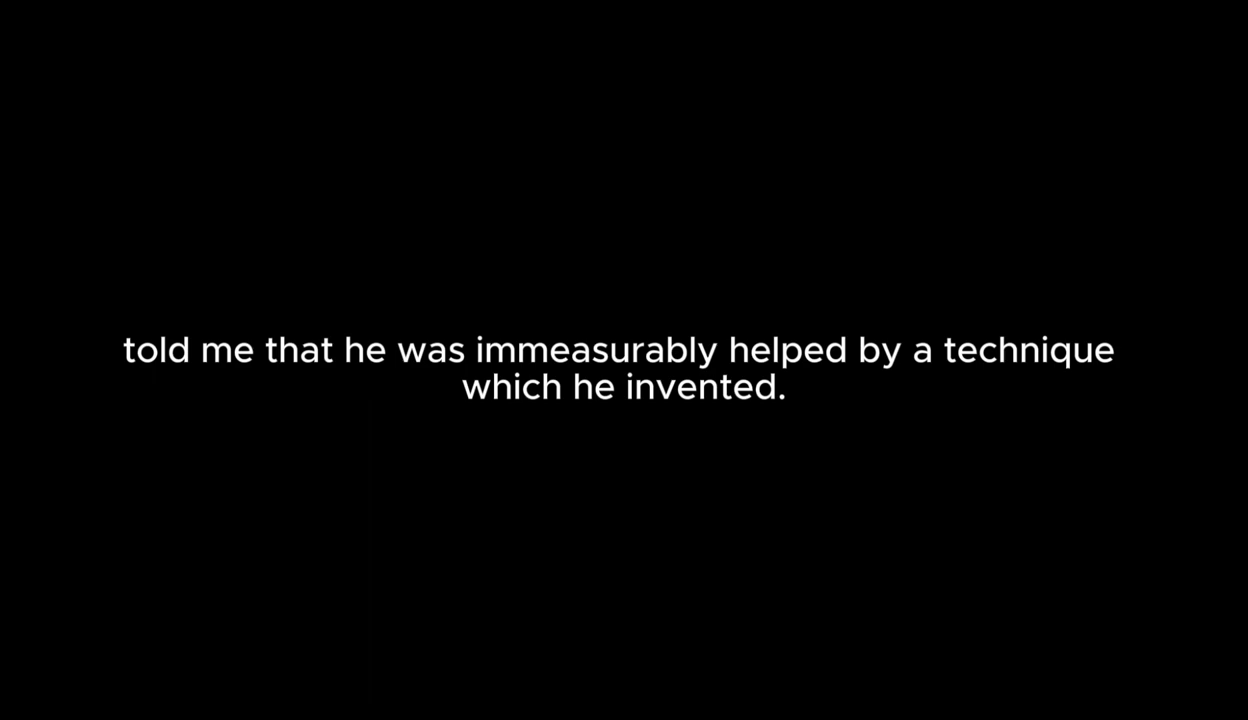 told me that he was immeasurably helped by a technique
which he invented.